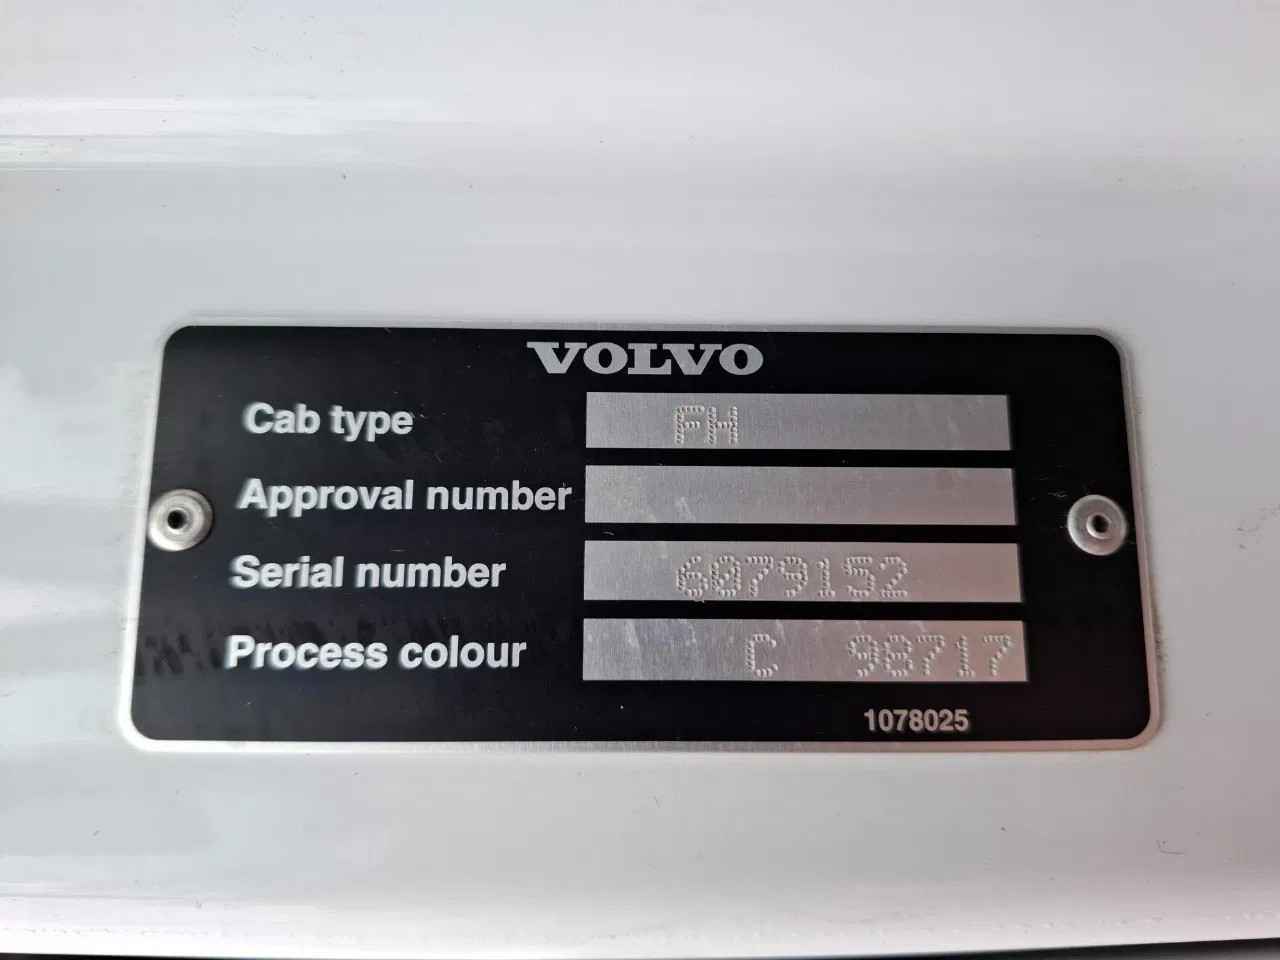 VOLVO
Cab type FH
Approval number
Serial number 6079152
Process colour C 98717
1078025